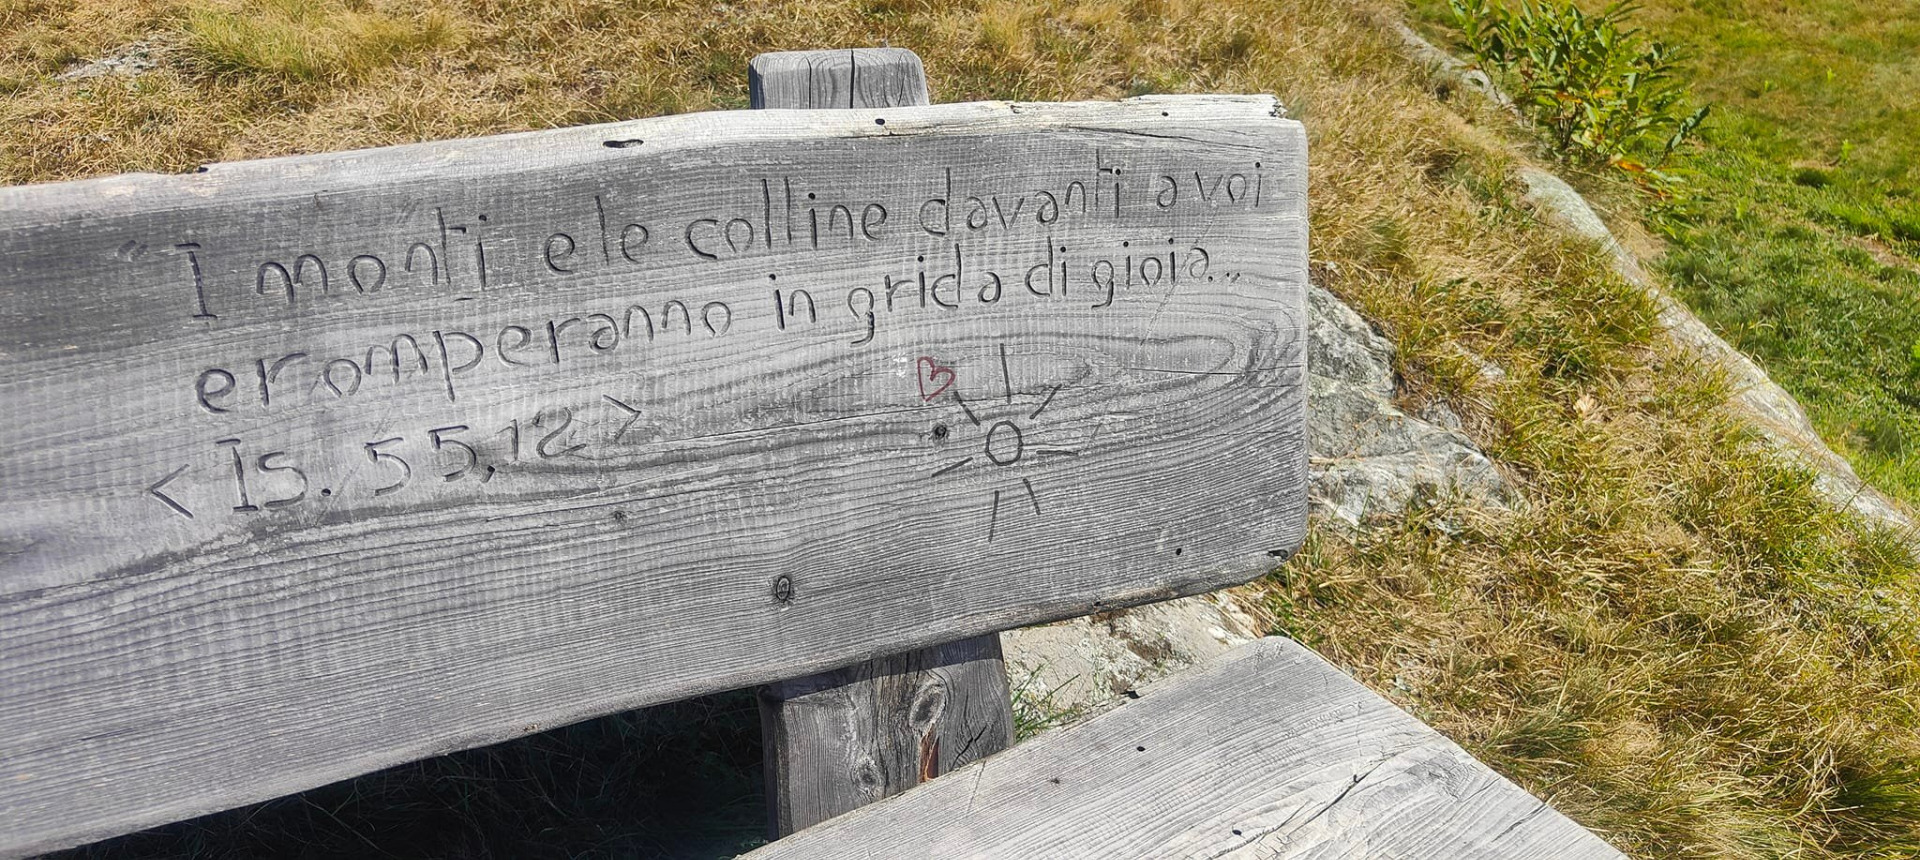 “I monti e le colline davanti a voi
eromperanno in grida di gioia..„
<Is. 55,12>